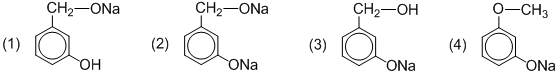 CH₂—ONa CH₂—ONa CH₂—OH O—CH₃
(1) (2) (3) (4)
OH ONa ONa ONa